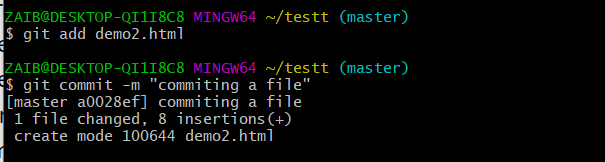 ZAIB@DESKTOP-QI1I8C8 MINGW64 ~/testt (master)
$ git add demo2.html
ZAIB@DESKTOP-QI1I8C8 MINGW64 ~/testt (master)
$ git commit -m "commiting a file"
[master a0028ef] commiting a file
 1 file changed, 8 insertions(+)
 create mode 100644 demo2.html